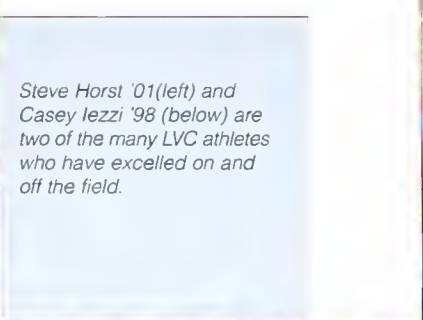 Steve Horst '01(left) and
Casey Iezzi '98 (below) are
two of the many LVC athletes
who have excelled on and
off the field.